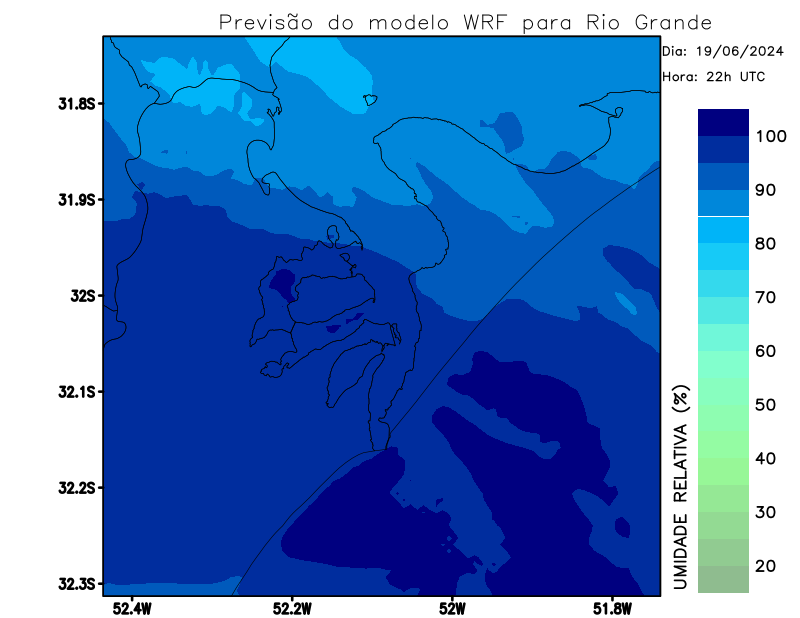 Previsão do modelo WRF para Rio Grande
Dia: 19/06/2024
Hora: 22h UTC
31.8S
31.9S
32S
32.1S
32.2S
32.3S
52.4W
52.2W
52W
51.8W
UMIDADE RELATIVA (%)
100
90
80
70
60
50
40
30
20